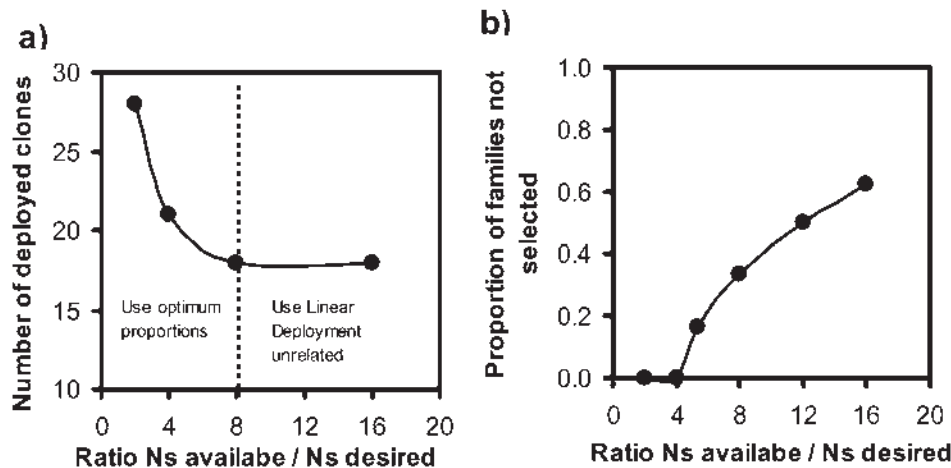 a)
Number of deployed clones
30
25
20
15
10
Use optimum
proportions
Use Linear
Deployment
unrelated
0 4 8 12 16 20
Ratio Ns availabe / Ns desired
b)
Proportion of families not
selected
1.0
0.8
0.6
0.4
0.2
0.0
0 4 8 12 16 20
Ratio Ns availabe / Ns desired